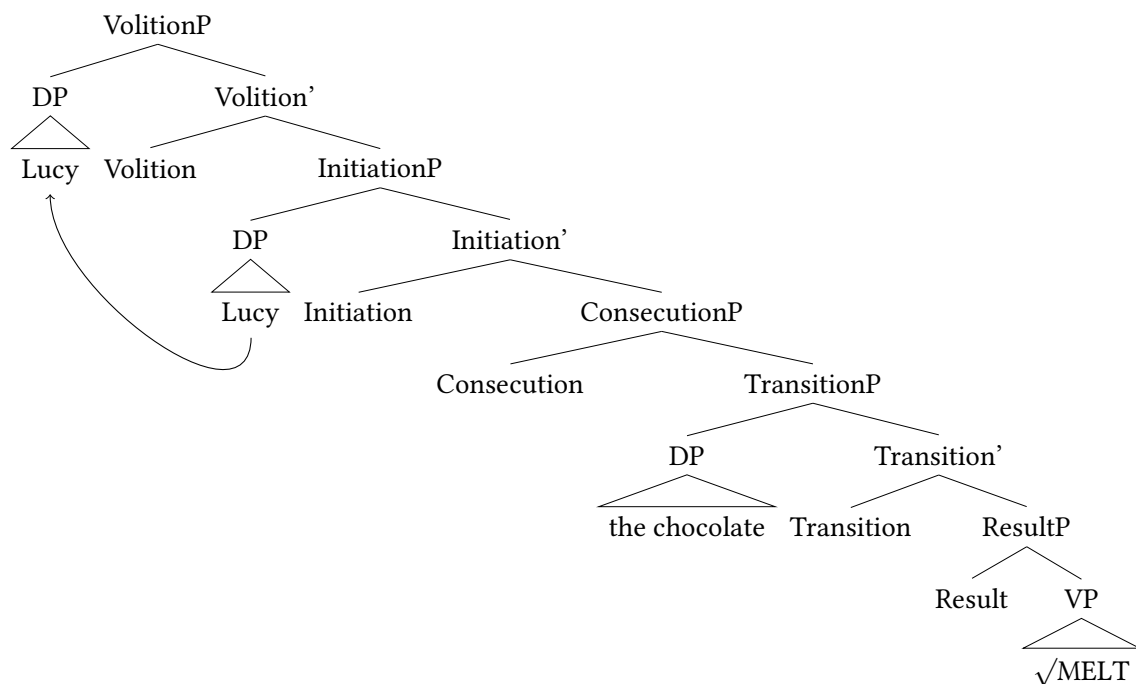 VolitionP
DP Volition’
Lucy Volition InitiationP
DP Initiation’
Lucy Initiation ConsecutionP
Consecution TransitionP
DP Transition’
the chocolate Transition ResultP
Result VP
√MELT